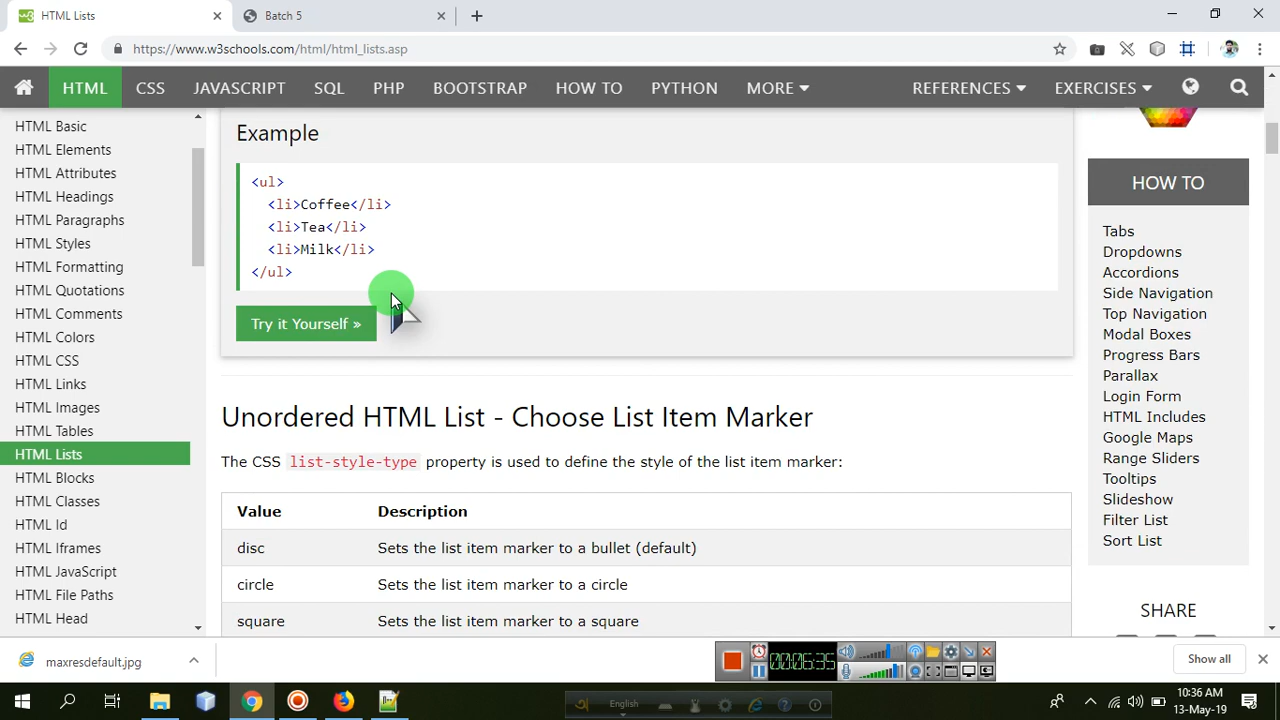 HTML Lists
Batch 5
https://www.w3schools.com/html/html_lists.asp
HTML
CSS
JAVASCRIPT
SQL
PHP
BOOTSTRAP
HOW TO
PYTHON
MORE
REFERENCES
EXERCISES
HTML Basic
HTML Elements
HTML Attributes
HTML Headings
HTML Paragraphs
HTML Styles
HTML Formatting
HTML Quotations
HTML Comments
HTML Colors
HTML CSS
HTML Links
HTML Images
HTML Tables
HTML Lists
HTML Blocks
HTML Classes
HTML Id
HTML Iframes
HTML JavaScript
HTML File Paths
HTML Head
Example
<ul>
<li>Coffee</li>
<li>Tea</li>
<li>Milk</li>
</ul>
Try it Yourself »
Unordered HTML List - Choose List Item Marker
The CSS list-style-type property is used to define the style of the list item marker:
Value Description
disc Sets the list item marker to a bullet (default)
circle Sets the list item marker to a circle
square Sets the list item marker to a square
HOW TO
Tabs
Dropdowns
Accordions
Side Navigation
Top Navigation
Modal Boxes
Progress Bars
Parallax
Login Form
HTML Includes
Google Maps
Range Sliders
Tooltips
Slideshow
Filter List
Sort List
SHARE
maxresdefault.jpg
00:06:35
Show all
English
10:36 AM
13-May-19